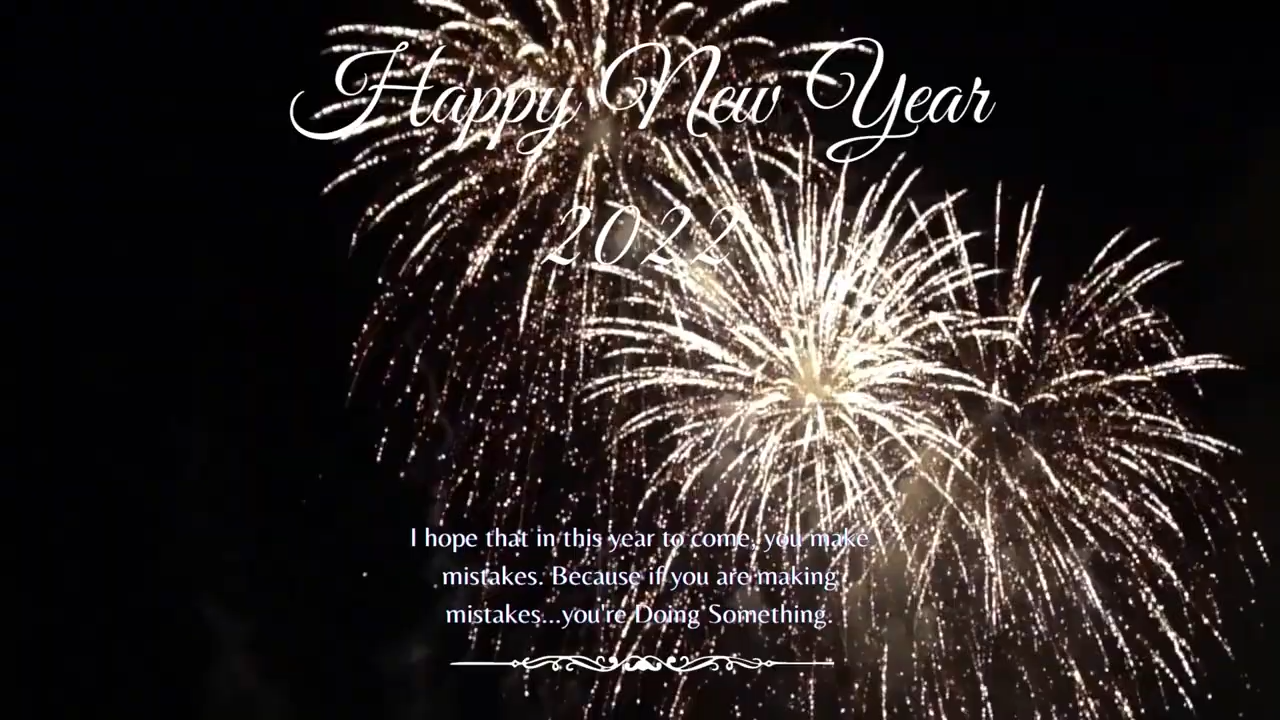 Happy New Year
2022
I hope that in this year to come, you make
mistakes. Because if you are making
mistakes...you're Doing Something.